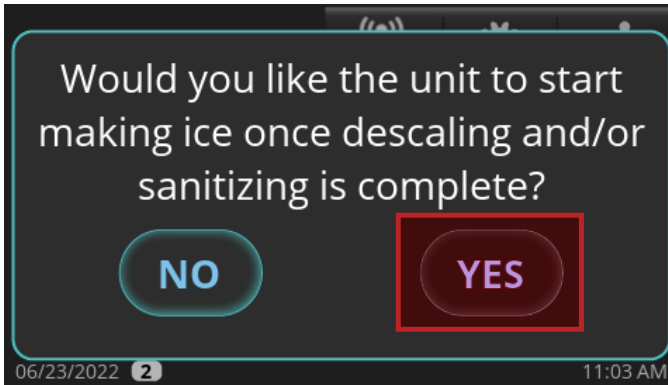 Would you like the unit to start
making ice once descaling and/or
sanitizing is complete?
NO YES
06/23/2022 2 11:03 AM